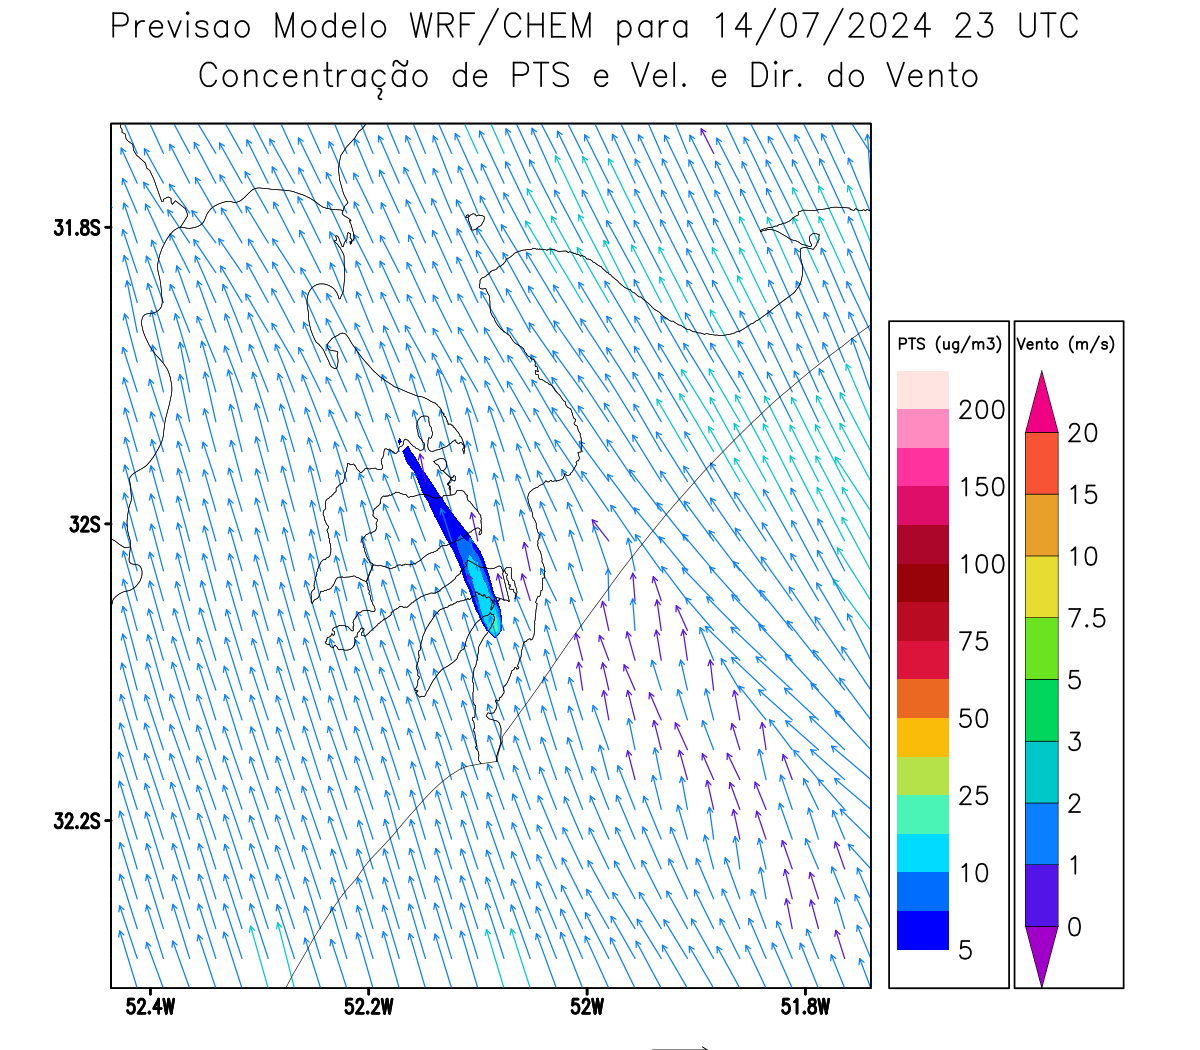 Previsao Modelo WRF/CHEM para 14/07/2024 23 UTC
Concentração de PTS e Vel. e Dir. do Vento
31.8S
32S
32.2S
52.4W
52.2W
52W
51.8W
PTS (ug/m3)
200
150
100
75
50
25
10
5
Vento (m/s)
20
15
10
7.5
5
3
2
1
0